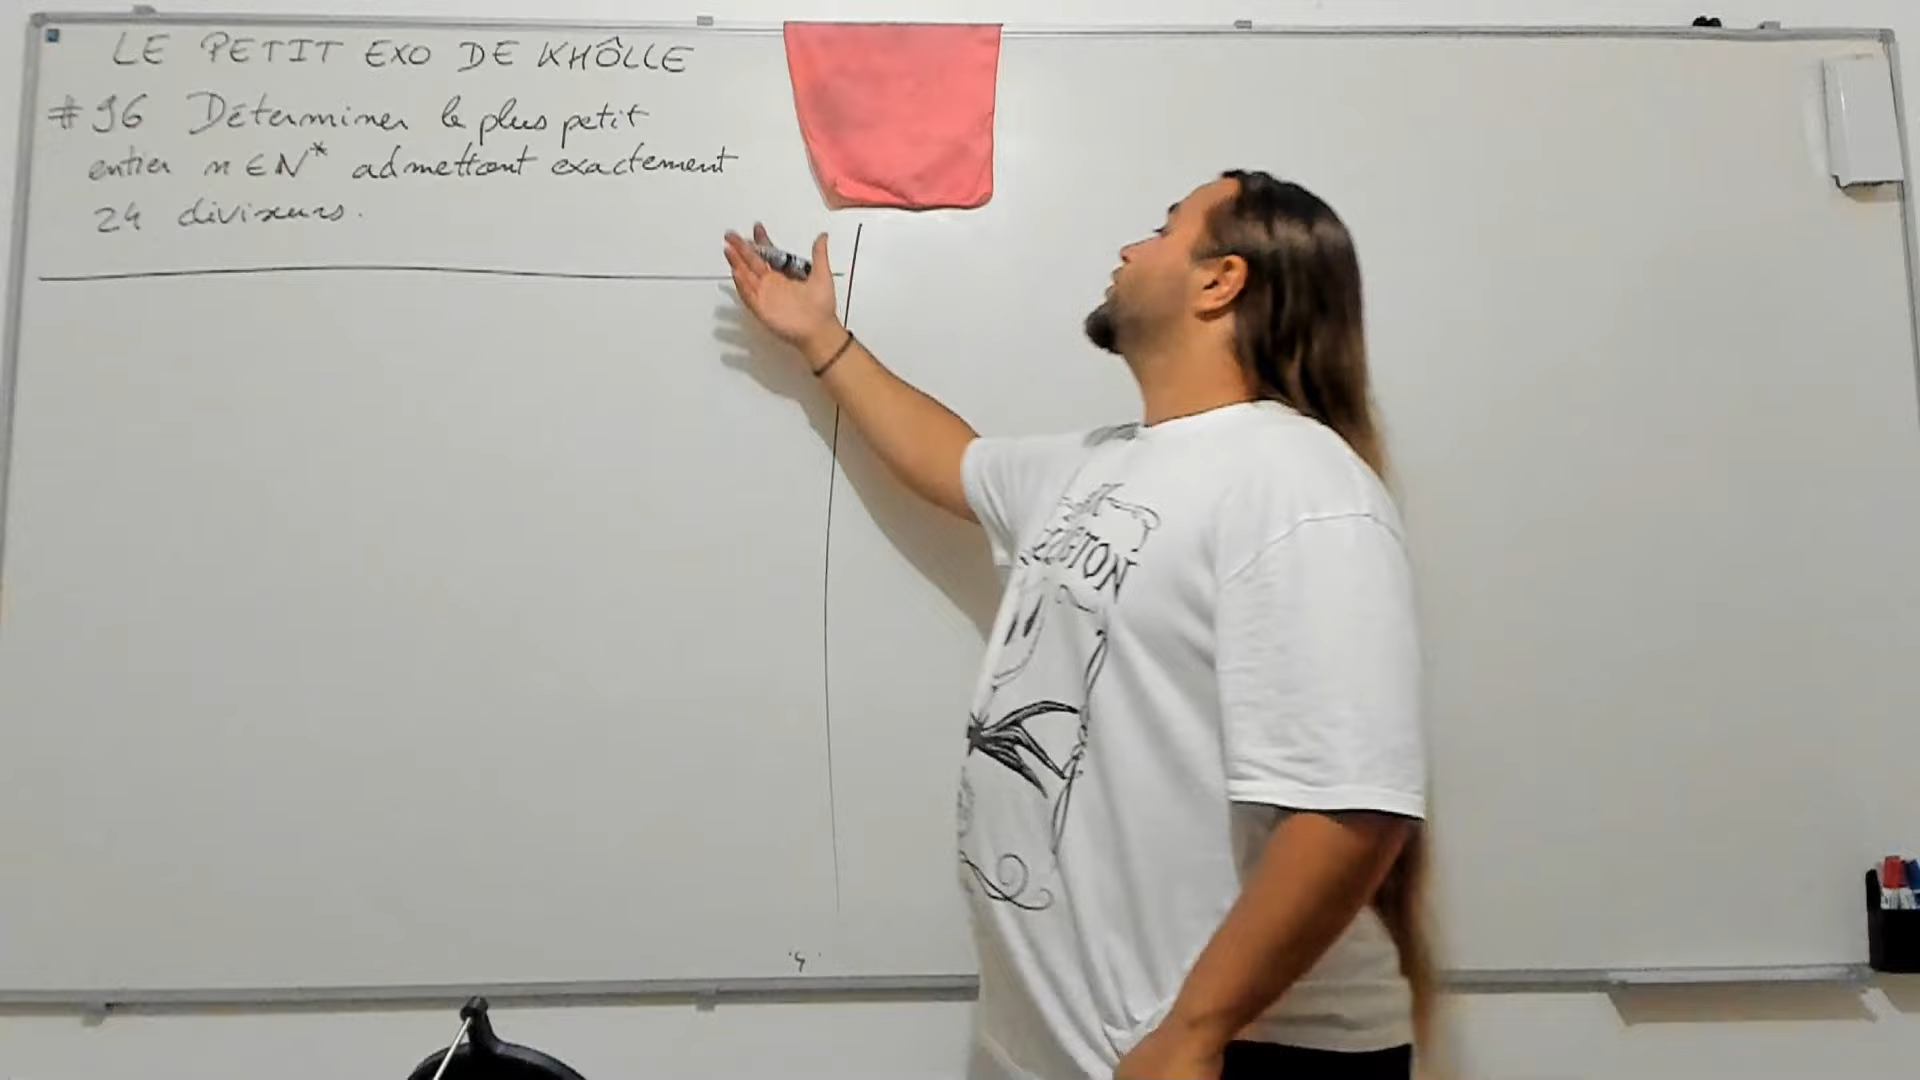 LE PETIT EXO DE KHÔLLE
#96 Déterminer le plus petit
entier n ∈ N* admettant exactement
24 diviseurs.